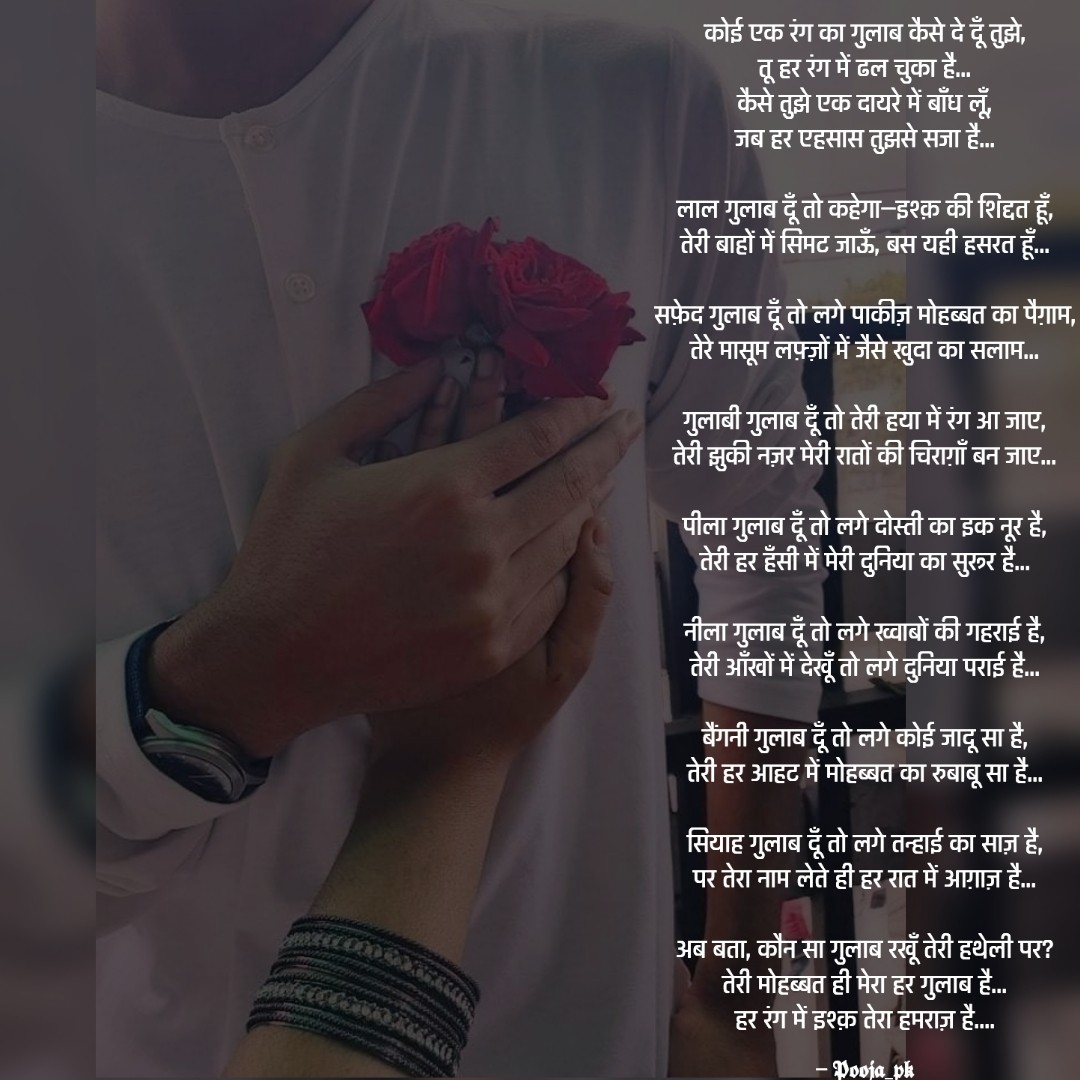 कोई एक रंग का गुलाब कैसे दे दूँ तुझे,
तू हर रंग में ढल चुका है...
कैसे तुझे एक दायरे में बाँध लूँ,
जब हर एहसास तुझसे सजा है...
लाल गुलाब दूँ तो कहेगा—इश्क़ की शिद्दत हूँ,
तेरी बाहों में सिमट जाऊँ, बस यही हसरत हूँ...
सफ़ेद गुलाब दूँ तो लगे पाकीज़ मोहब्बत का पैग़ाम,
तेरे मासूम लफ़्ज़ों में जैसे खुदा का सलाम...
गुलाबी गुलाब दूँ तो तेरी हया में रंग आ जाए,
तेरी झुकी नज़र मेरी रातों की चिराग़ाँ बन जाए...
पीला गुलाब दूँ तो लगे दोस्ती का इक नूर है,
तेरी हर हँसी में मेरी दुनिया का सुरूर है...
नीला गुलाब दूँ तो लगे ख्वाबों की गहराई है,
तेरी आँखों में देखूँ तो लगे दुनिया पराई है...
बैंगनी गुलाब दूँ तो लगे कोई जादू सा है,
तेरी हर आहट में मोहब्बत का रुबाबू सा है...
सियाह गुलाब दूँ तो लगे तन्हाई का साज़ है,
पर तेरा नाम लेते ही हर रात में आग़ाज़ है...
अब बता, कौन सा गुलाब रखूँ तेरी हथेली पर?
तेरी मोहब्बत ही मेरा हर गुलाब है...
हर रंग में इश्क़ तेरा हमराज़ है....
– Pooja_pk